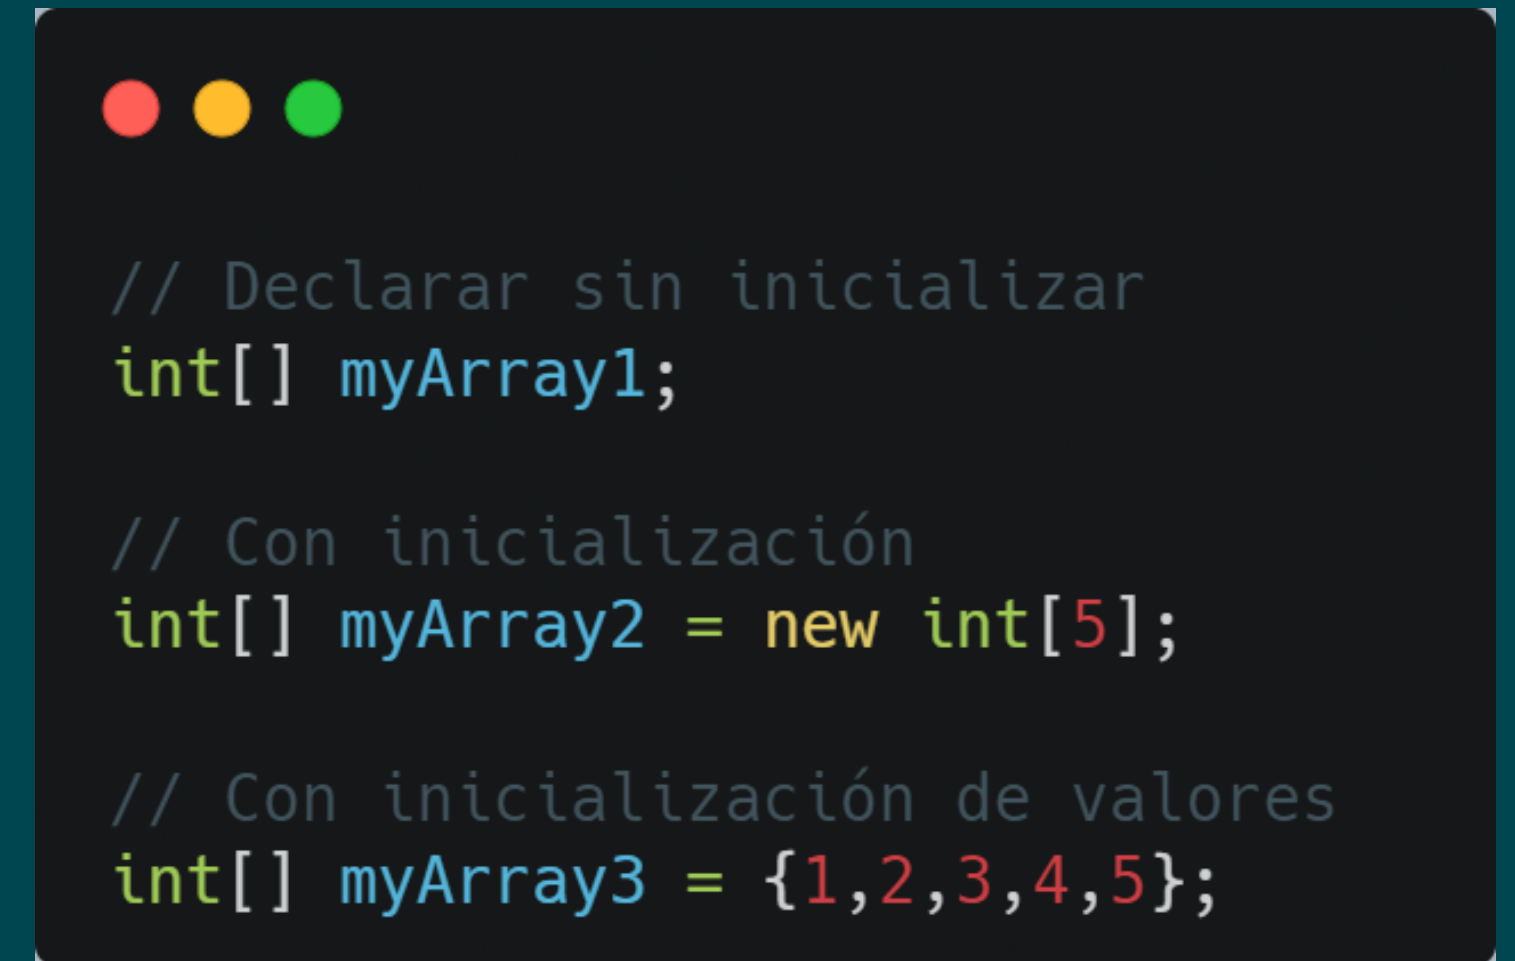 // Declarar sin inicializar
int[] myArray1;
// Con inicialización
int[] myArray2 = new int[5];
// Con inicialización de valores
int[] myArray3 = {1,2,3,4,5};